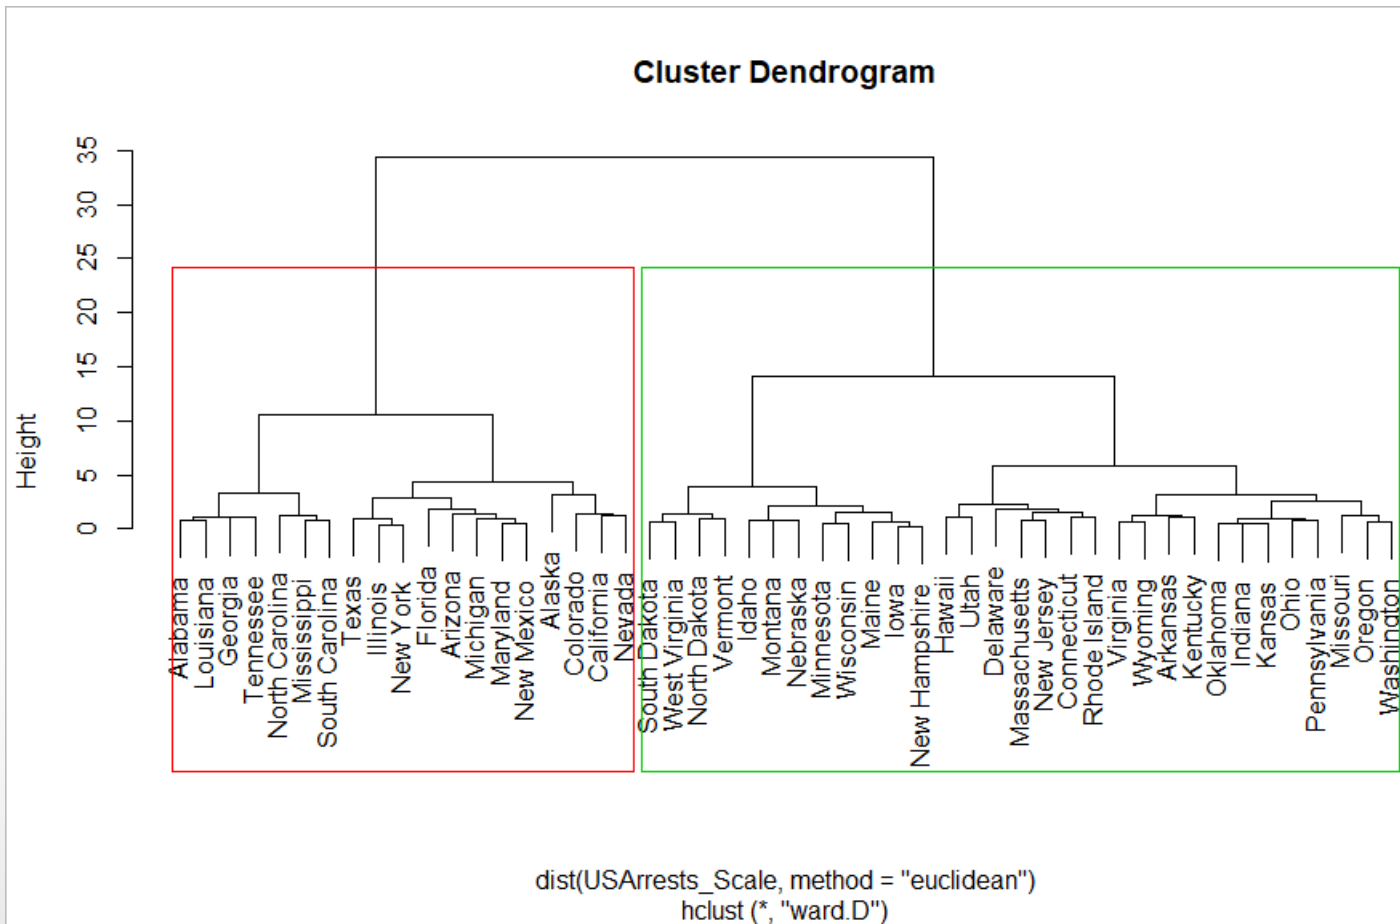 Cluster Dendrogram
35
30
25
20
15
10
5
0
Height
Alabama
Louisiana
Georgia
Tennessee
North Carolina
Mississippi
South Carolina
Texas
Illinois
New York
Florida
Arizona
Michigan
Maryland
New Mexico
Alaska
Colorado
California
Nevada
South Dakota
West Virginia
North Dakota
Vermont
Idaho
Montana
Nebraska
Minnesota
Wisconsin
Maine
Iowa
New Hampshire
Hawaii
Utah
Delaware
Massachusetts
New Jersey
Connecticut
Rhode Island
Virginia
Wyoming
Arkansas
Kentucky
Oklahoma
Indiana
Kansas
Ohio
Pennsylvania
Missouri
Oregon
Washington
dist(USArrests_Scale, method = "euclidean")
hclust (*, "ward.D")